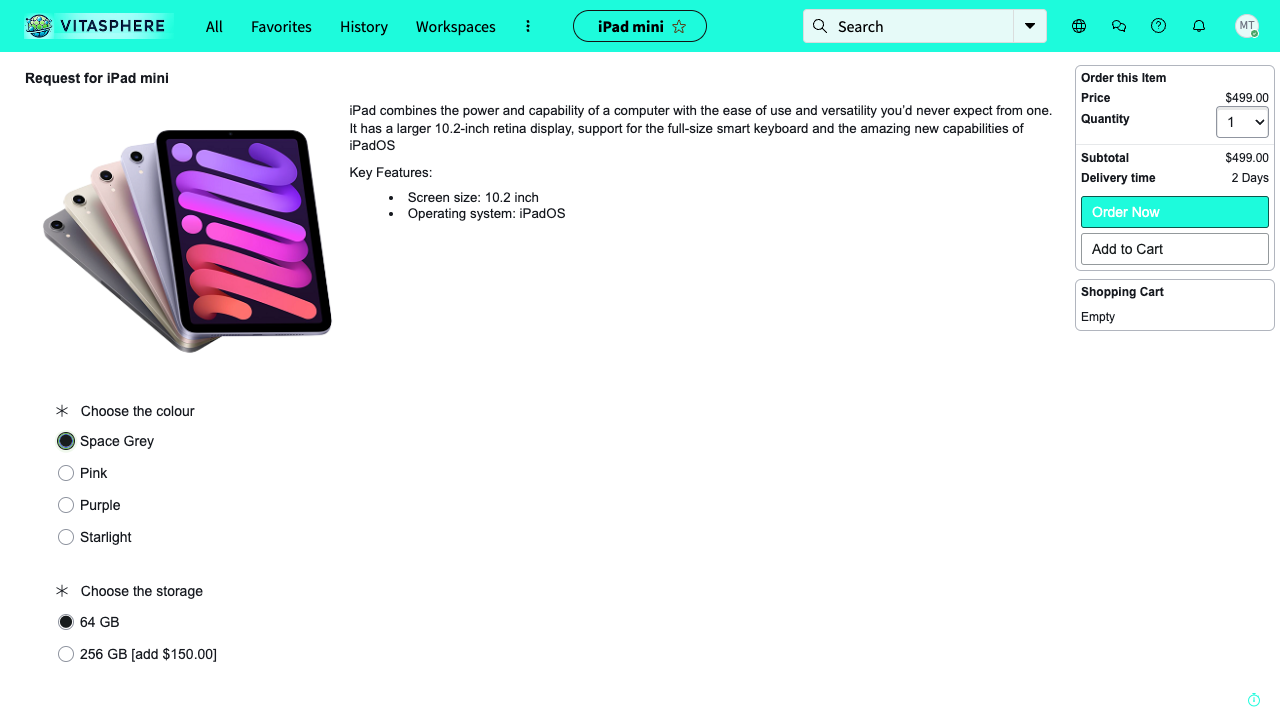 VITASPHERE
All
Favorites
History
Workspaces
iPad mini
Search
MT
Request for iPad mini
iPad combines the power and capability of a computer with the ease of use and versatility you’d never expect from one.
It has a larger 10.2-inch retina display, support for the full-size smart keyboard and the amazing new capabilities of
iPadOS
Key Features:
Screen size: 10.2 inch
Operating system: iPadOS
Order this Item
Price $499.00
Quantity 1
Subtotal $499.00
Delivery time 2 Days
Order Now
Add to Cart
Shopping Cart
Empty
Choose the colour
Space Grey
Pink
Purple
Starlight
Choose the storage
64 GB
256 GB [add $150.00]